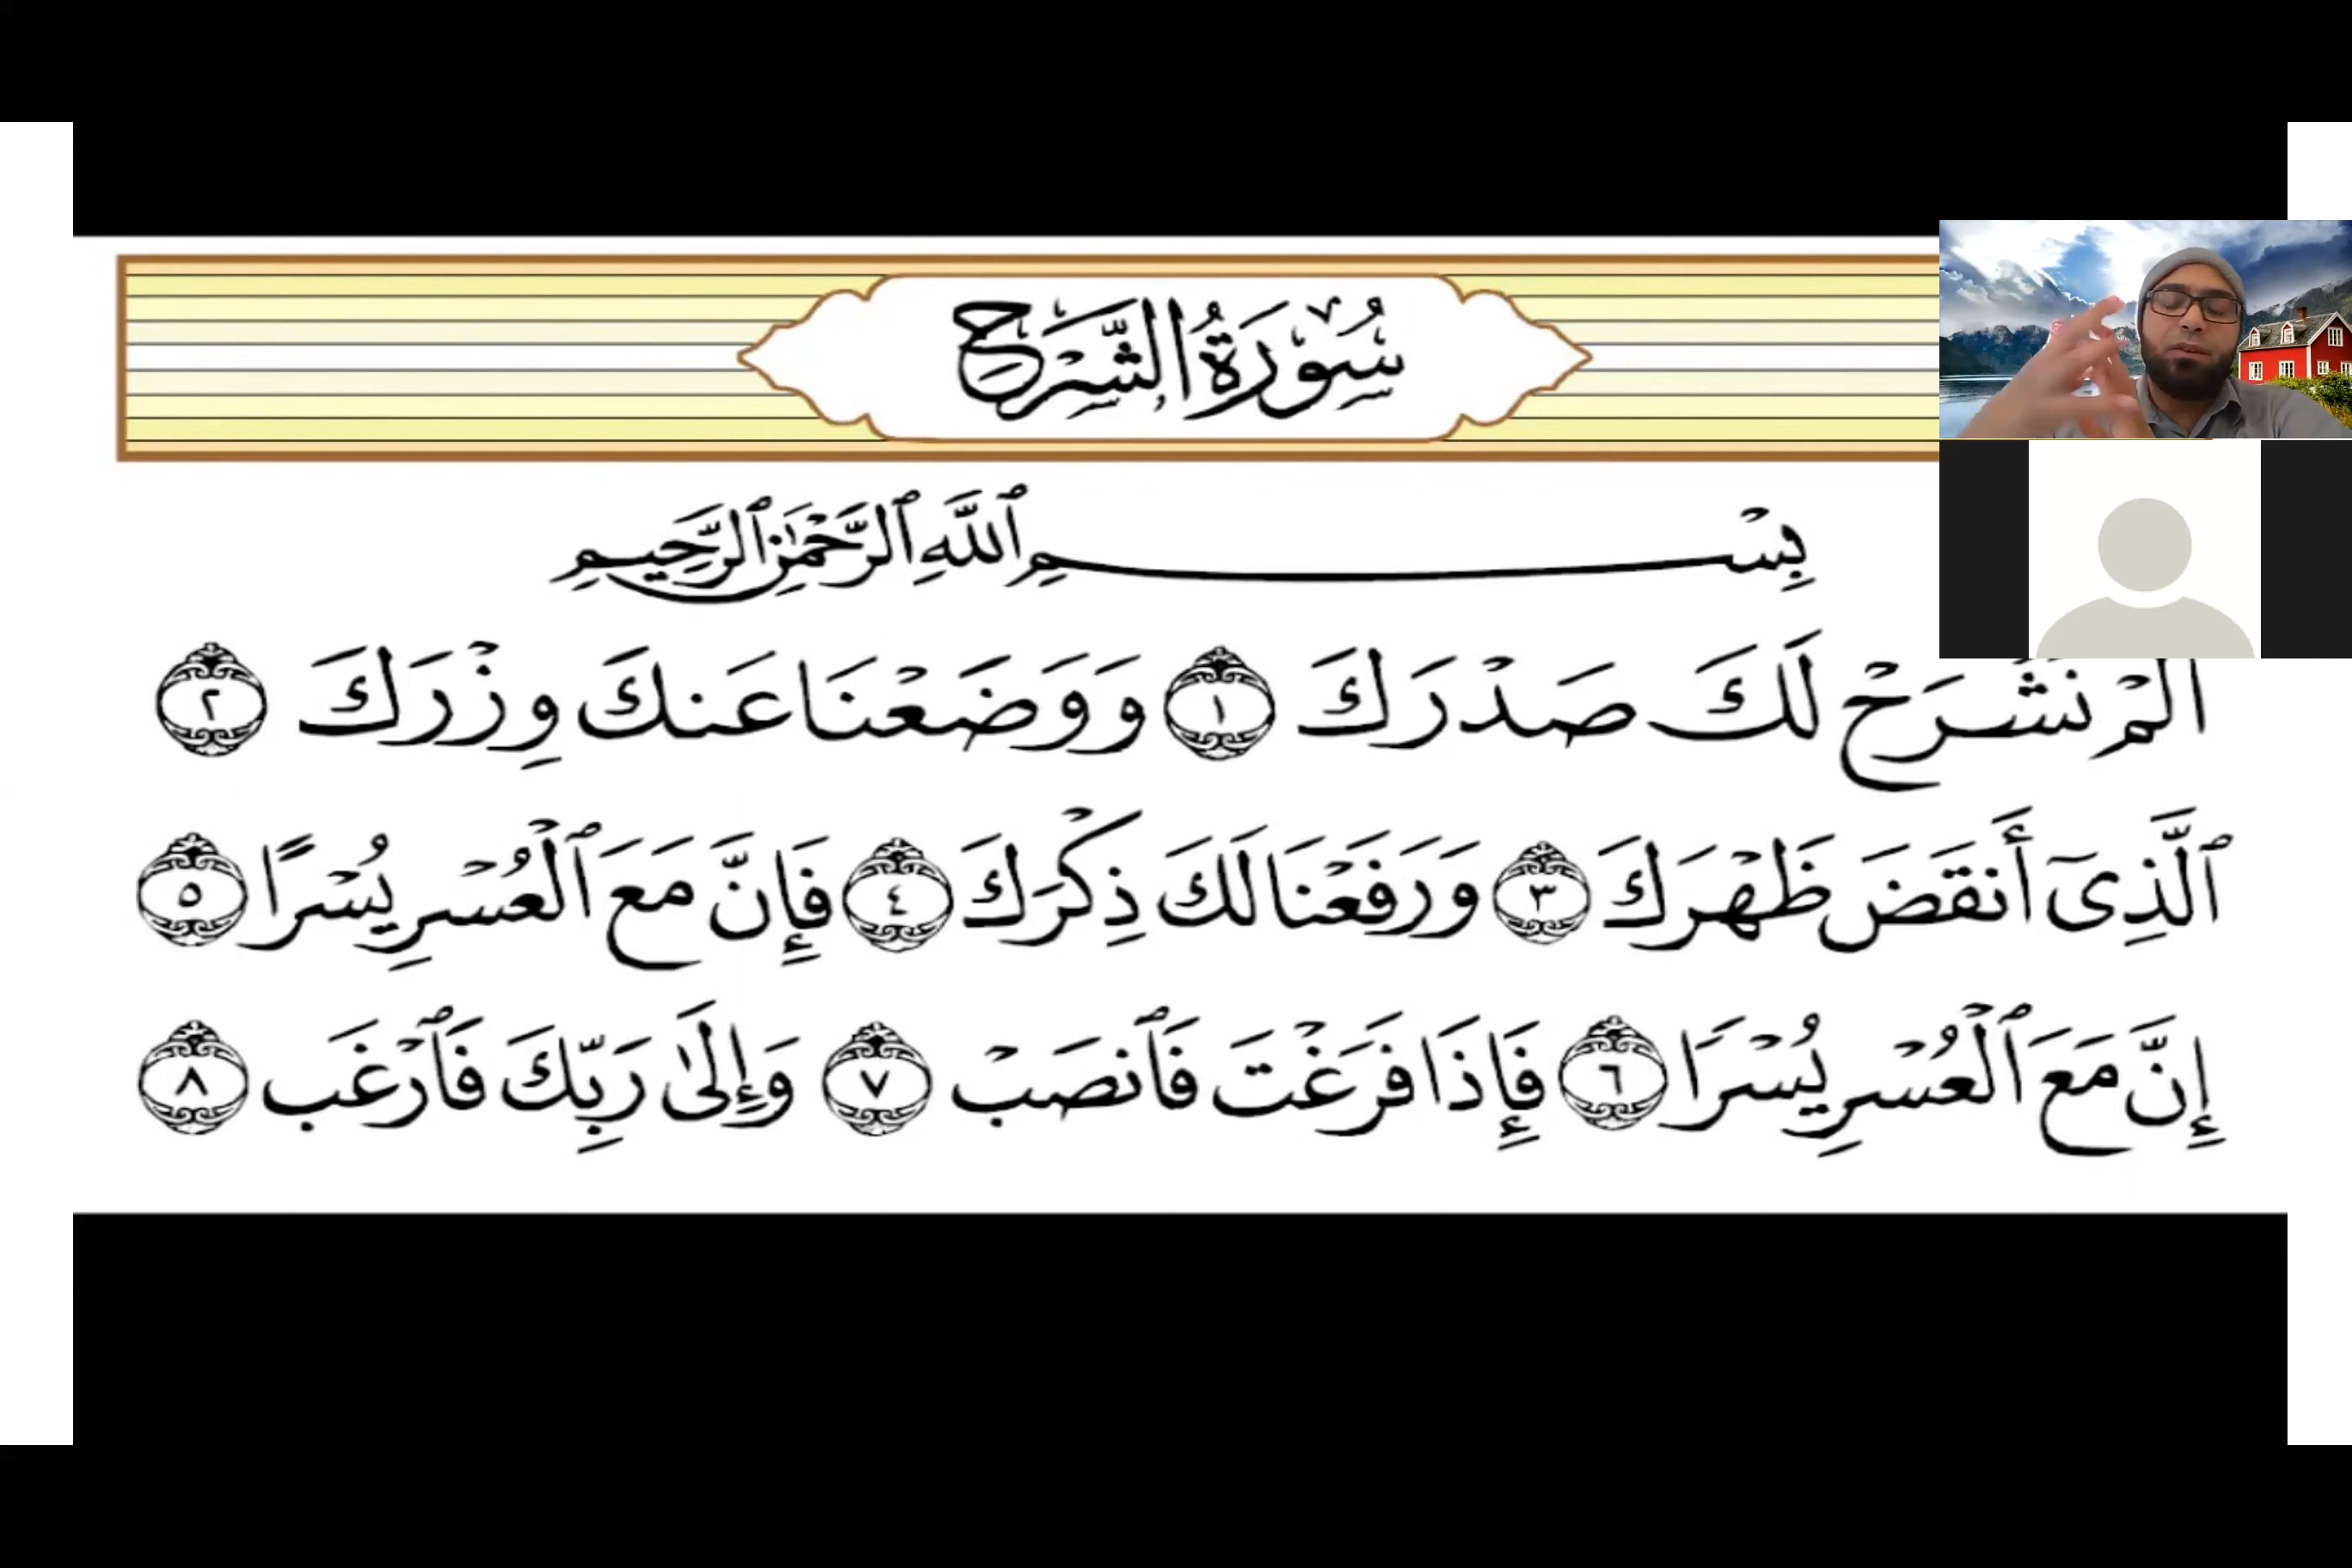 سُورَةُ الشَّرْحِ
بِسْمِ ٱللَّهِ ٱلرَّحْمَٰنِ ٱلرَّحِيمِ
أَلَمْ نَشْرَحْ لَكَ صَدْرَكَ ١ وَوَضَعْنَا عَنكَ وِزْرَكَ ٢
ٱلَّذِىٓ أَنقَضَ ظَهْرَكَ ٣ وَرَفَعْنَا لَكَ ذِكْرَكَ ٤ فَإِنَّ مَعَ ٱلْعُسْرِ يُسْرًا ٥
إِنَّ مَعَ ٱلْعُسْرِ يُسْرًا ٦ فَإِذَا فَرَغْتَ فَٱنصَبْ ٧ وَإِلَىٰ رَبِّكَ فَٱرْغَب ٨